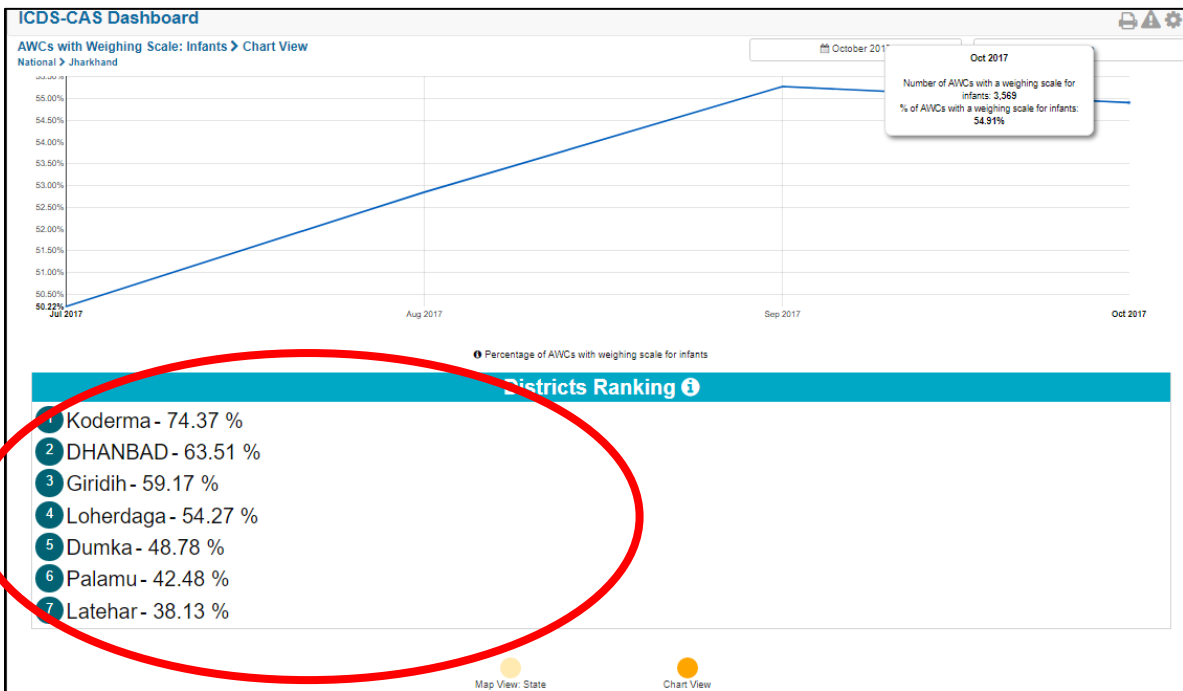 ICDS-CAS Dashboard
AWCs with Weighing Scale: Infants > Chart View
National > Jharkhand
October 201
Oct 2017
Number of AWCs with a weighing scale for
infants: 3,569
% of AWCs with a weighing scale for infants:
54.91%
55.00%
54.50%
54.00%
53.50%
53.00%
52.50%
52.00%
51.50%
51.00%
50.50%
50.22%
Jul 2017
Aug 2017
Sep 2017
Oct 2017
Percentage of AWCs with weighing scale for infants
Districts Ranking
1 Koderma - 74.37 %
2 DHANBAD - 63.51 %
3 Giridih - 59.17 %
4 Loherdaga - 54.27 %
5 Dumka - 48.78 %
6 Palamu - 42.48 %
7 Latehar - 38.13 %
Map View: State
Chart View